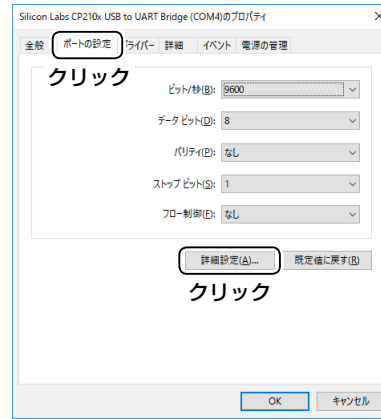 Silicon Labs CP210x USB to UART Bridge (COM4)のプロパティ
全般 ポートの設定 ドライバー 詳細 イベント 電源の管理
クリック
ビット/秒(B): 9600
データ ビット(D): 8
パリティ(P): なし
ストップ ビット(S): 1
フロー制御(F): なし
詳細設定(A)... 既定値に戻す(R)
クリック
OK キャンセル